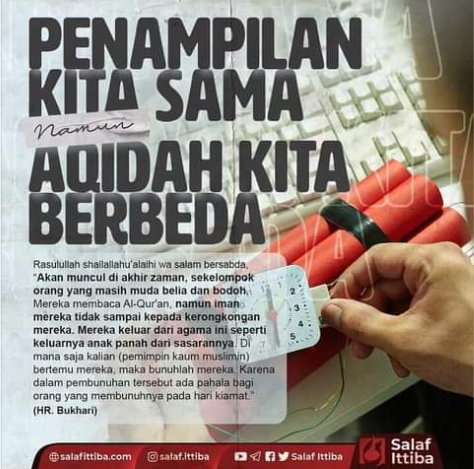 PENAMPILAN
KITA SAMA
Namun
AQIDAH KITA
BERBEDA
Rasulullah shallallahu'alaihi wa salam bersabda,
"Akan muncul di akhir zaman, sekelompok
orang yang masih muda belia dan bodoh.
Mereka membaca Al-Qur'an, namun iman
mereka tidak sampai kepada kerongkongan
mereka. Mereka keluar dari agama ini seperti
keluarnya anak panah dari sasarannya. Di
mana saja kalian (pemimpin kaum muslimin)
bertemu mereka, maka bunuhlah mereka. Karena
dalam pembunuhan tersebut ada pahala bagi
orang yang membunuhnya pada hari kiamat."
(HR. Bukhari)
salafittiba.com
salaf.ittiba
Salaf Ittiba
Salaf
Ittiba